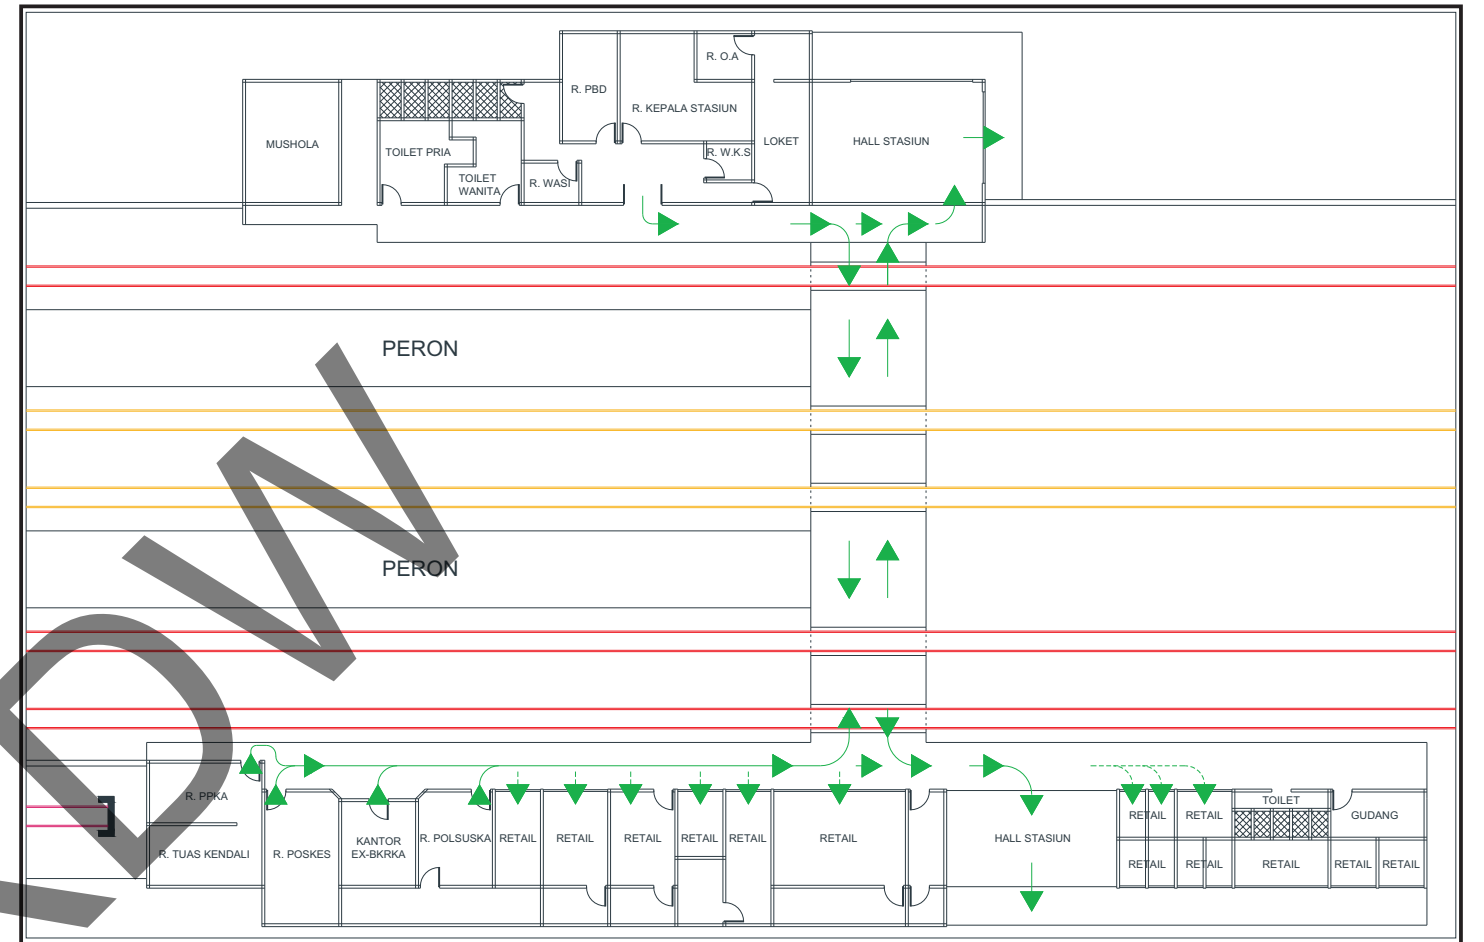 R. O.A
R. PBD
R. KEPALA STASIUN
MUSHOLA
TOILET PRIA
LOKET
HALL STASIUN
R. W.K.S
TOILET
WANITA
R. WASI
PERON
PERON
R. PPKA
R. TUAS KENDALI
R. POSKES
KANTOR
EX-BKRKA
R. POLSUSKA
RETAIL
RETAIL
RETAIL
RETAIL
RETAIL
RETAIL
HALL STASIUN
RETAIL
RETAIL
TOILET
GUDANG
RETAIL
RETAIL
RETAIL
RETAIL
RETAIL
DW